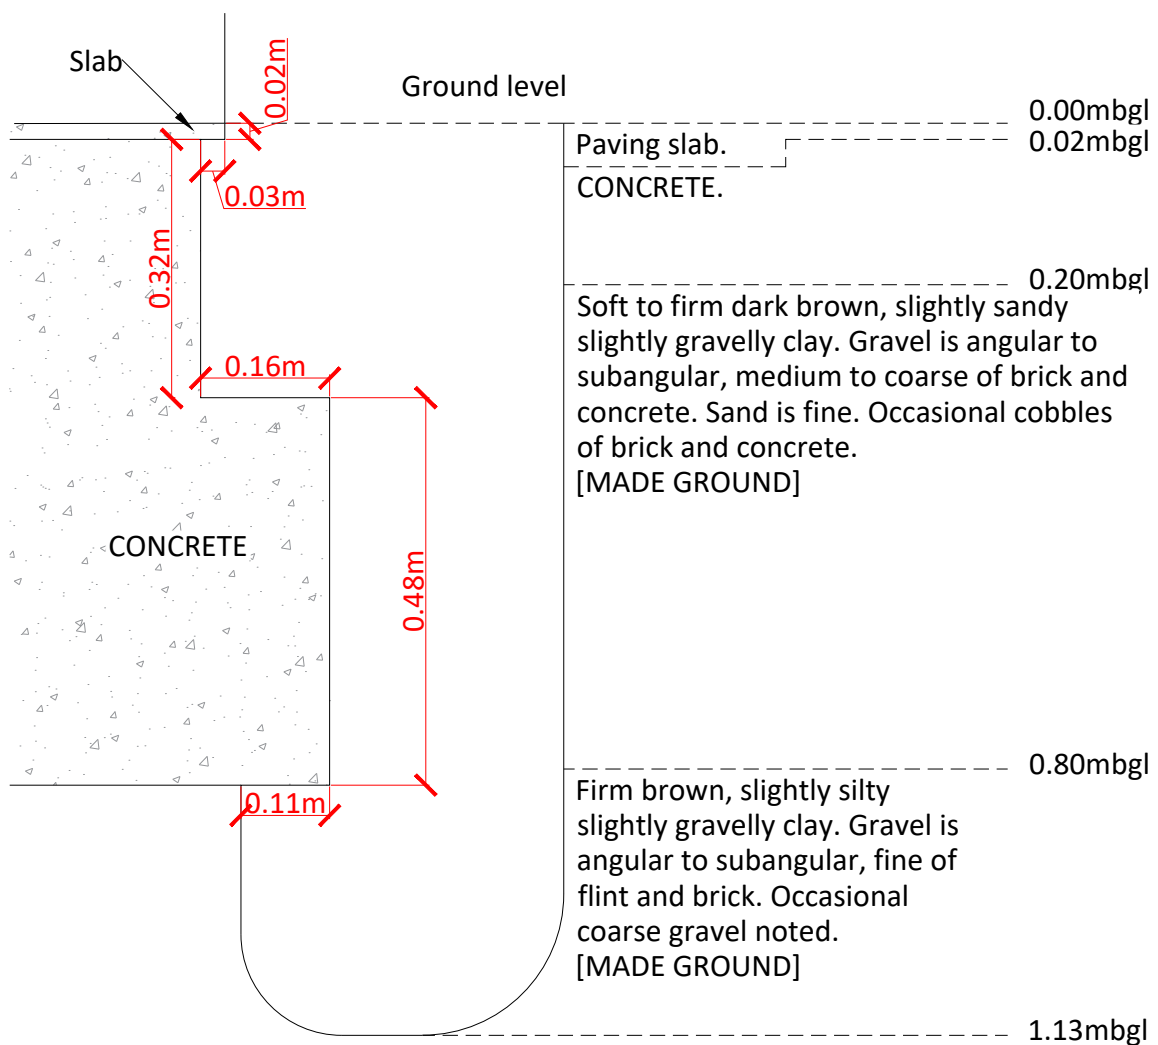 Slab
0.02m
Ground level
0.00mbgl
Paving slab.
0.02mbgl
CONCRETE.
0.03m
0.32m
0.20mbgl
Soft to firm dark brown, slightly sandy
slightly gravelly clay. Gravel is angular to
subangular, medium to coarse of brick and
concrete. Sand is fine. Occasional cobbles
of brick and concrete.
[MADE GROUND]
0.16m
CONCRETE
0.48m
0.80mbgl
0.11m
Firm brown, slightly silty
slightly gravelly clay. Gravel is
angular to subangular, fine of
flint and brick. Occasional
coarse gravel noted.
[MADE GROUND]
1.13mbgl